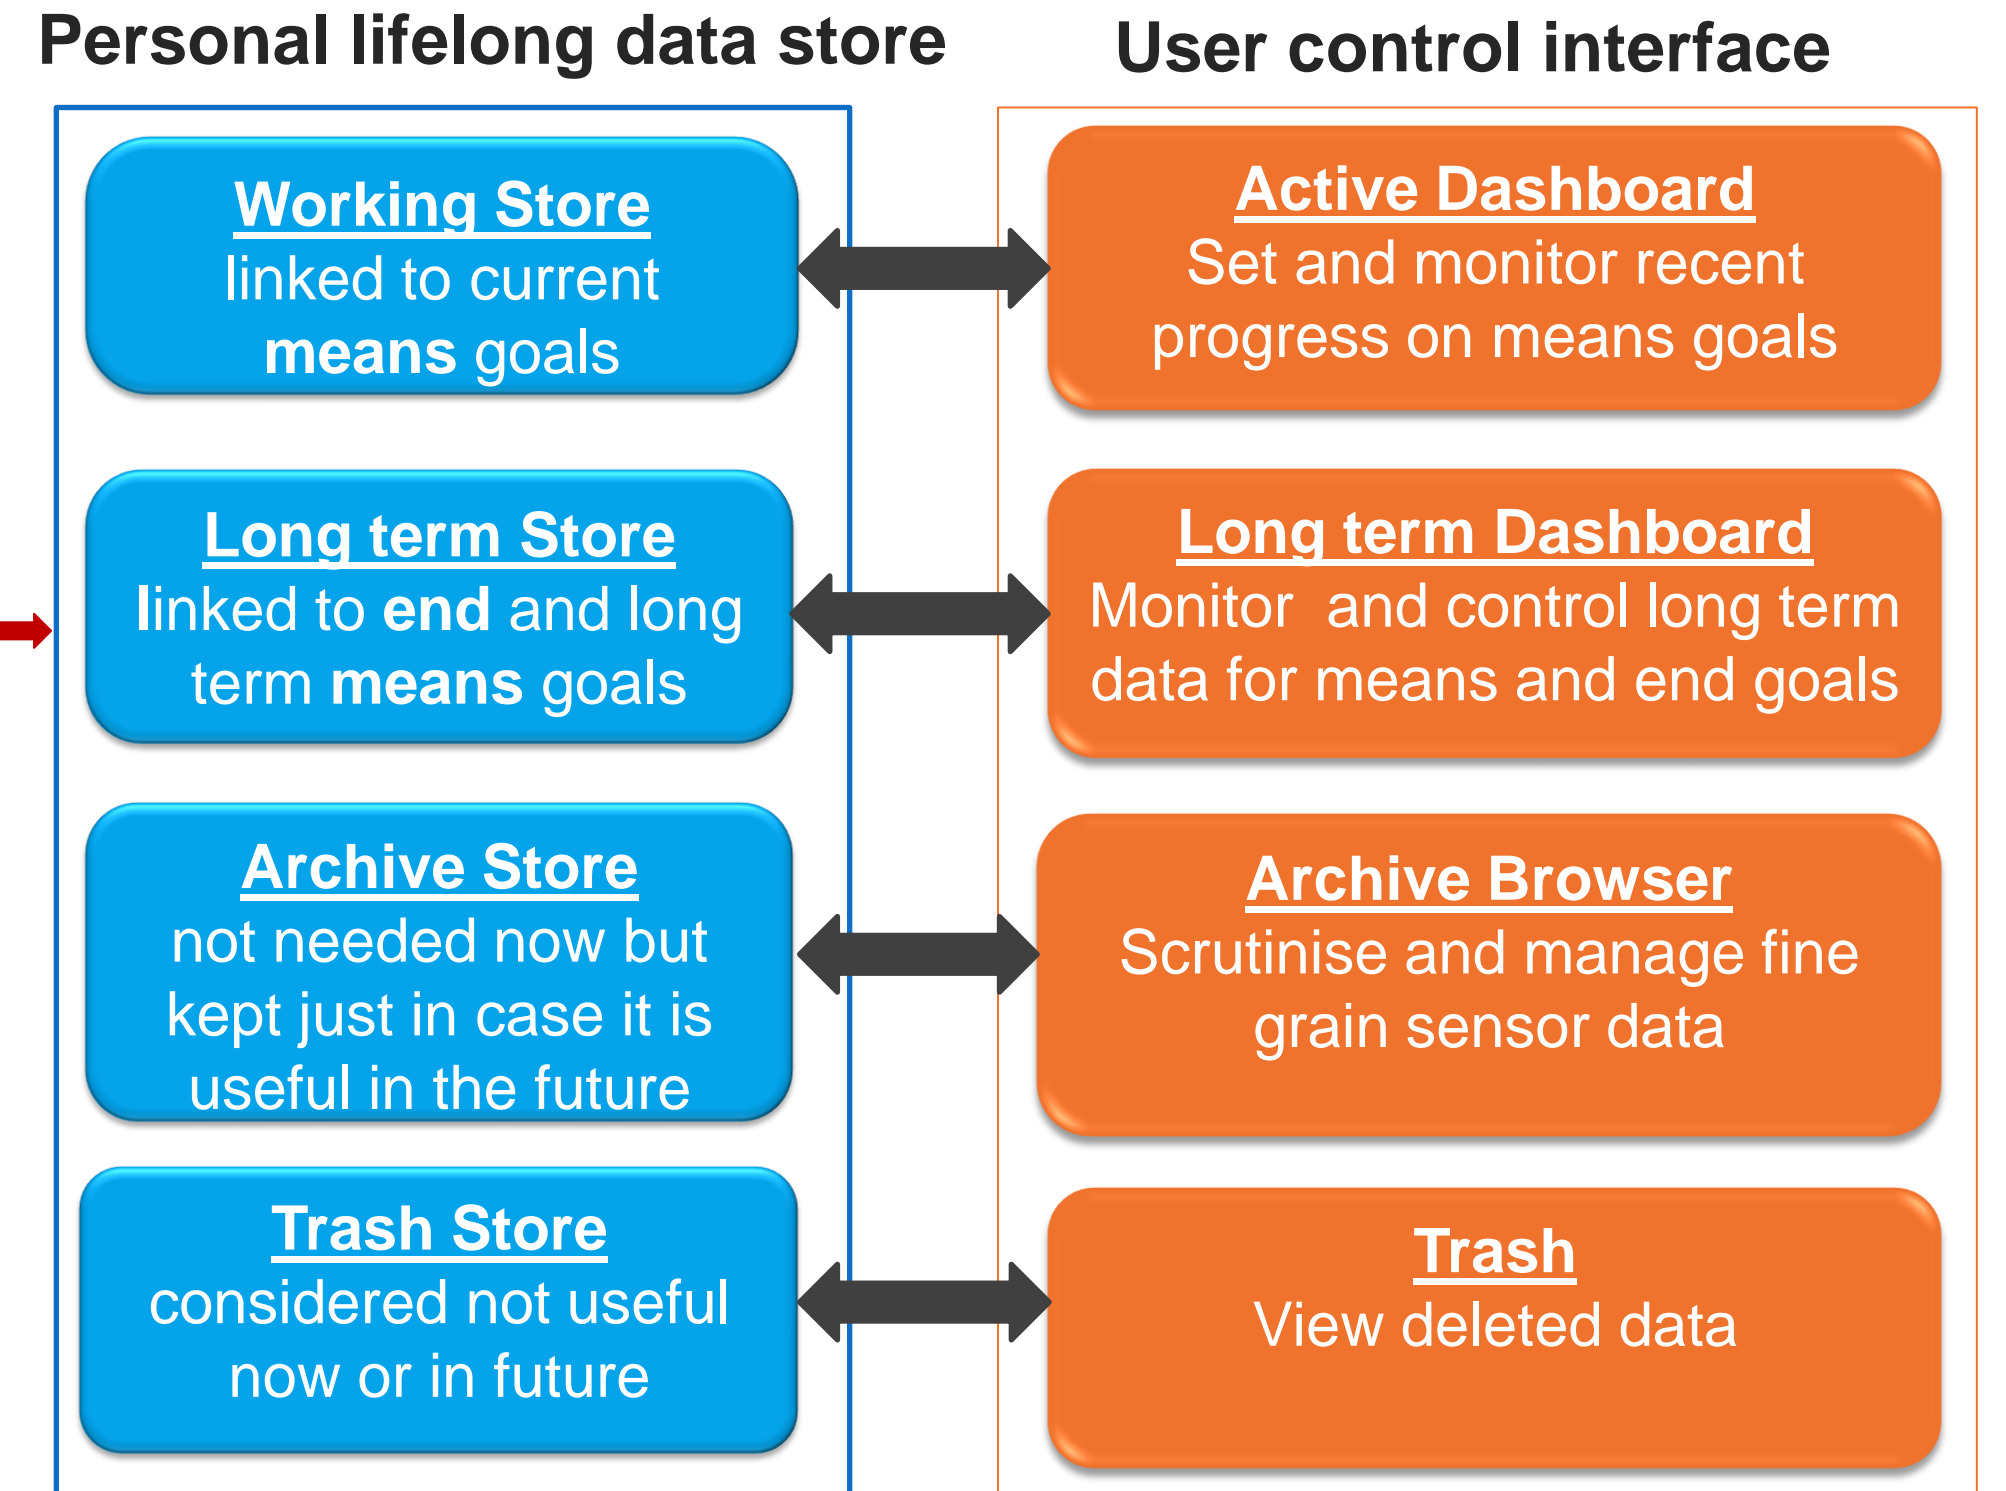 Personal lifelong data store
User control interface
Working Store
linked to current
means goals
Active Dashboard
Set and monitor recent
progress on means goals
Long term Store
linked to end and long
term means goals
Long term Dashboard
Monitor and control long term
data for means and end goals
Archive Store
not needed now but
kept just in case it is
useful in the future
Archive Browser
Scrutinise and manage fine
grain sensor data
Trash Store
considered not useful
now or in future
Trash
View deleted data